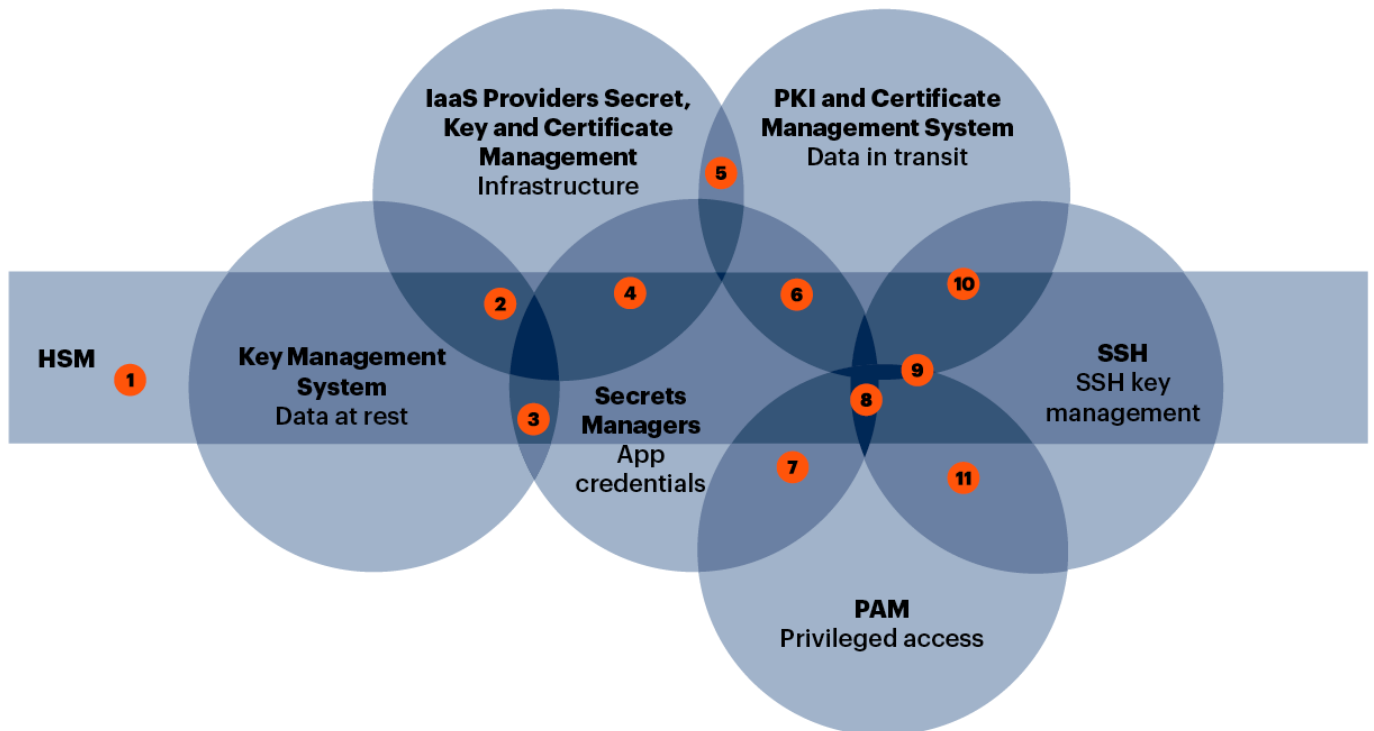 IaaS Providers Secret,
Key and Certificate
Management
Infrastructure
PKI and Certificate
Management System
Data in transit
5
2
4
6
10
HSM
1
Key Management
System
Data at rest
3
Secrets
Managers
App
credentials
9
8
SSH
SSH key
management
7
11
PAM
Privileged access